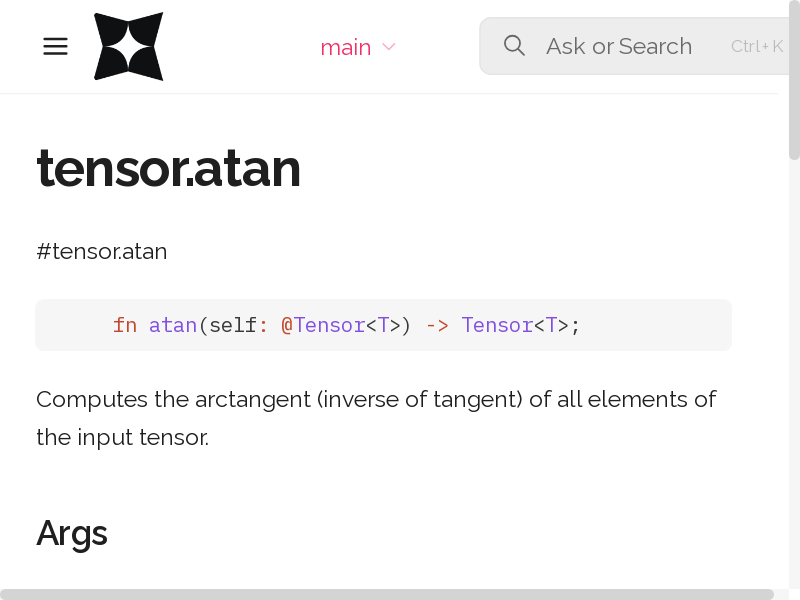 main
Ask or Search
Ctrl+K
tensor.atan
#tensor.atan
fn atan(self: @Tensor<T>) -> Tensor<T>;
Computes the arctangent (inverse of tangent) of all elements of
the input tensor.
Args